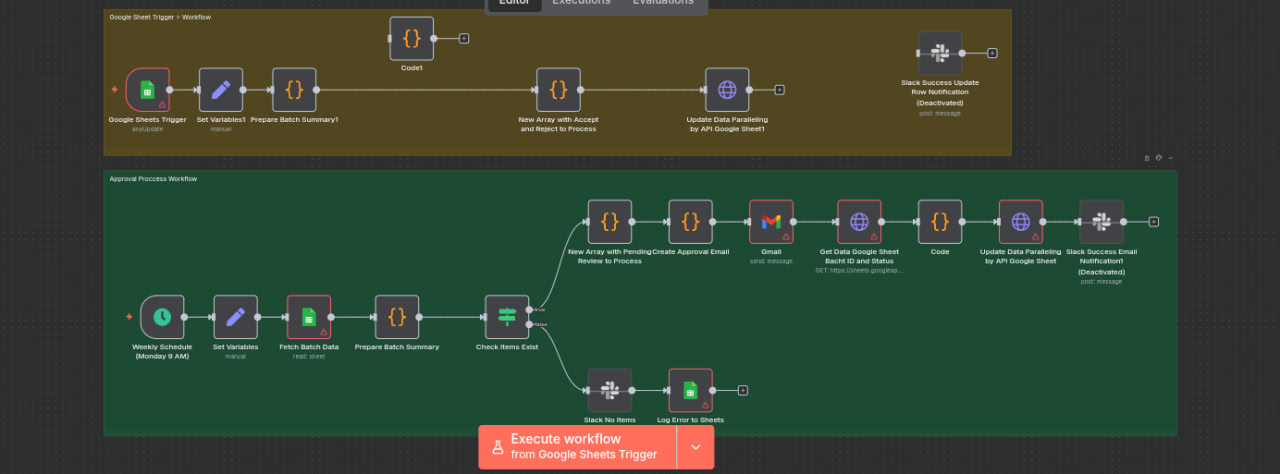 Editor
Executions
Evaluations
Google Sheet Trigger = Workflow
Code1
Slack Success Update
Row Notification
(Deactivated)
post: message
Google Sheets Trigger
anyUpdate
Set Variables1
manual
Prepare Batch Summary1
New Array with Accept
and Reject to Process
Update Data Paralleling
by API Google Sheet1
Approval Proccess Workflow
New Array with Pending
Review to Process
Create Approval Email
Gmail
send: message
Get Data Google Sheet
Bacht ID and Status
GET: https://sheets.googleap...
Code
Update Data Paralleling
by API Google Sheet
Slack Success Email
Notification1
(Deactivated)
post: message
true
false
Weekly Schedule
(Monday 9 AM)
Set Variables
manual
Fetch Batch Data
read: sheet
Prepare Batch Summary
Check Items Exist
Slack No Items
Log Error to Sheets
Execute workflow
from Google Sheets Trigger